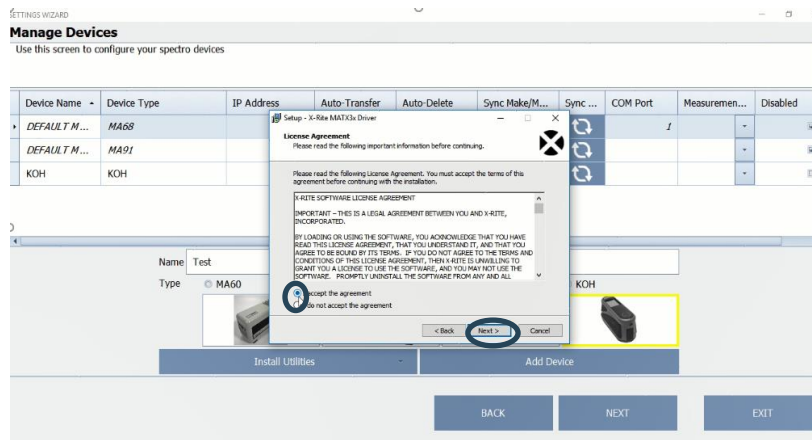 SETTINGS WIZARD
Manage Devices
Use this screen to configure your spectro devices
Device Name Device Type IP Address Auto-Transfer Auto-Delete Sync Make/M... Sync ... COM Port Measuremen... Disabled
DEFAULT M... MA68 1
DEFAULT M... MA91
KOH KOH
Setup - X-Rite MATX3x Driver
License Agreement
Please read the following important information before continuing.
Please read the following License Agreement. You must accept the terms of this
agreement before continuing with the installation.
X-RITE SOFTWARE LICENSE AGREEMENT
IMPORTANT – THIS IS A LEGAL AGREEMENT BETWEEN YOU AND X-RITE,
INCORPORATED.
BY LOADING OR USING THE SOFTWARE, YOU ACKNOWLEDGE THAT YOU HAVE
READ THIS LICENSE AGREEMENT, THAT YOU UNDERSTAND IT, AND THAT YOU
AGREE TO BE BOUND BY ITS TERMS. IF YOU DO NOT AGREE TO THE TERMS AND
CONDITIONS OF THIS LICENSE AGREEMENT, THEN X-RITE IS UNWILLING TO
GRANT YOU A LICENSE TO USE THE SOFTWARE, AND YOU MAY NOT USE THE
SOFTWARE. PROMPTLY UNINSTALL THE SOFTWARE FROM ANY AND ALL
accept the agreement
do not accept the agreement
< Back Next > Cancel
Name Test
Type MA60 KOH
Install Utilities Add Device
BACK NEXT EXIT